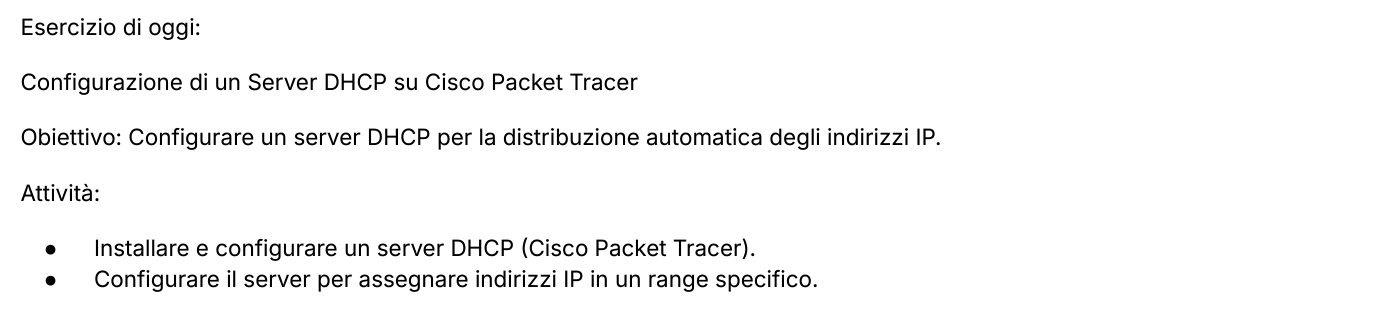 Esercizio di oggi:
Configurazione di un Server DHCP su Cisco Packet Tracer
Obiettivo: Configurare un server DHCP per la distribuzione automatica degli indirizzi IP.
Attività:
● Installare e configurare un server DHCP (Cisco Packet Tracer).
● Configurare il server per assegnare indirizzi IP in un range specifico.